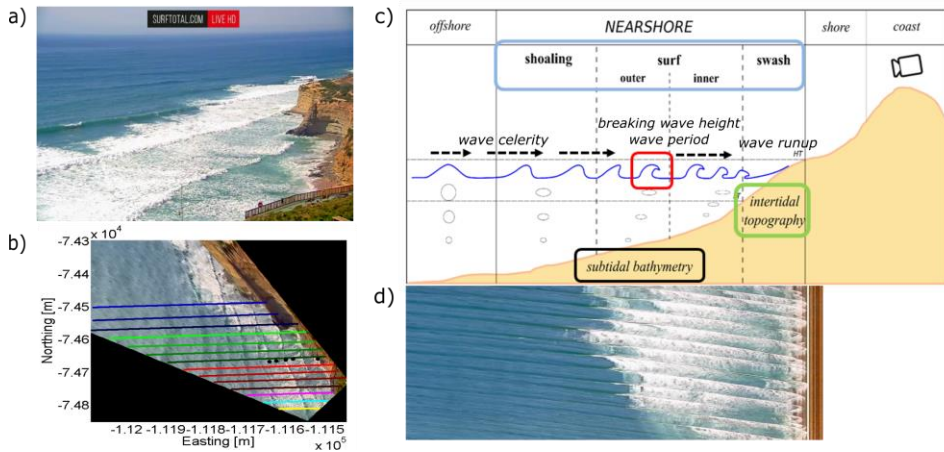 a)
SURFTOTAL.COM LIVE HD
b)
-7.43 x 10^4
-7.44
-7.45
-7.46
-7.47
-7.48
Northing [m]
-1.12 -1.119 -1.118 -1.117 -1.116 -1.115
Easting [m] x 10^5
c)
offshore NEARSHORE shore coast
shoaling surf swash
outer inner
breaking wave height
wave celerity wave period wave runup
HT
intertidal
topography
subtidal bathymetry
d)